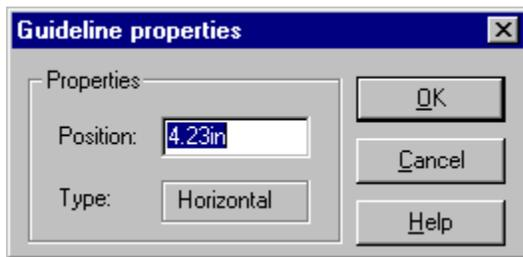 Guideline properties
Properties
Position: 4.23in
Type: Horizontal
OK
Cancel
Help